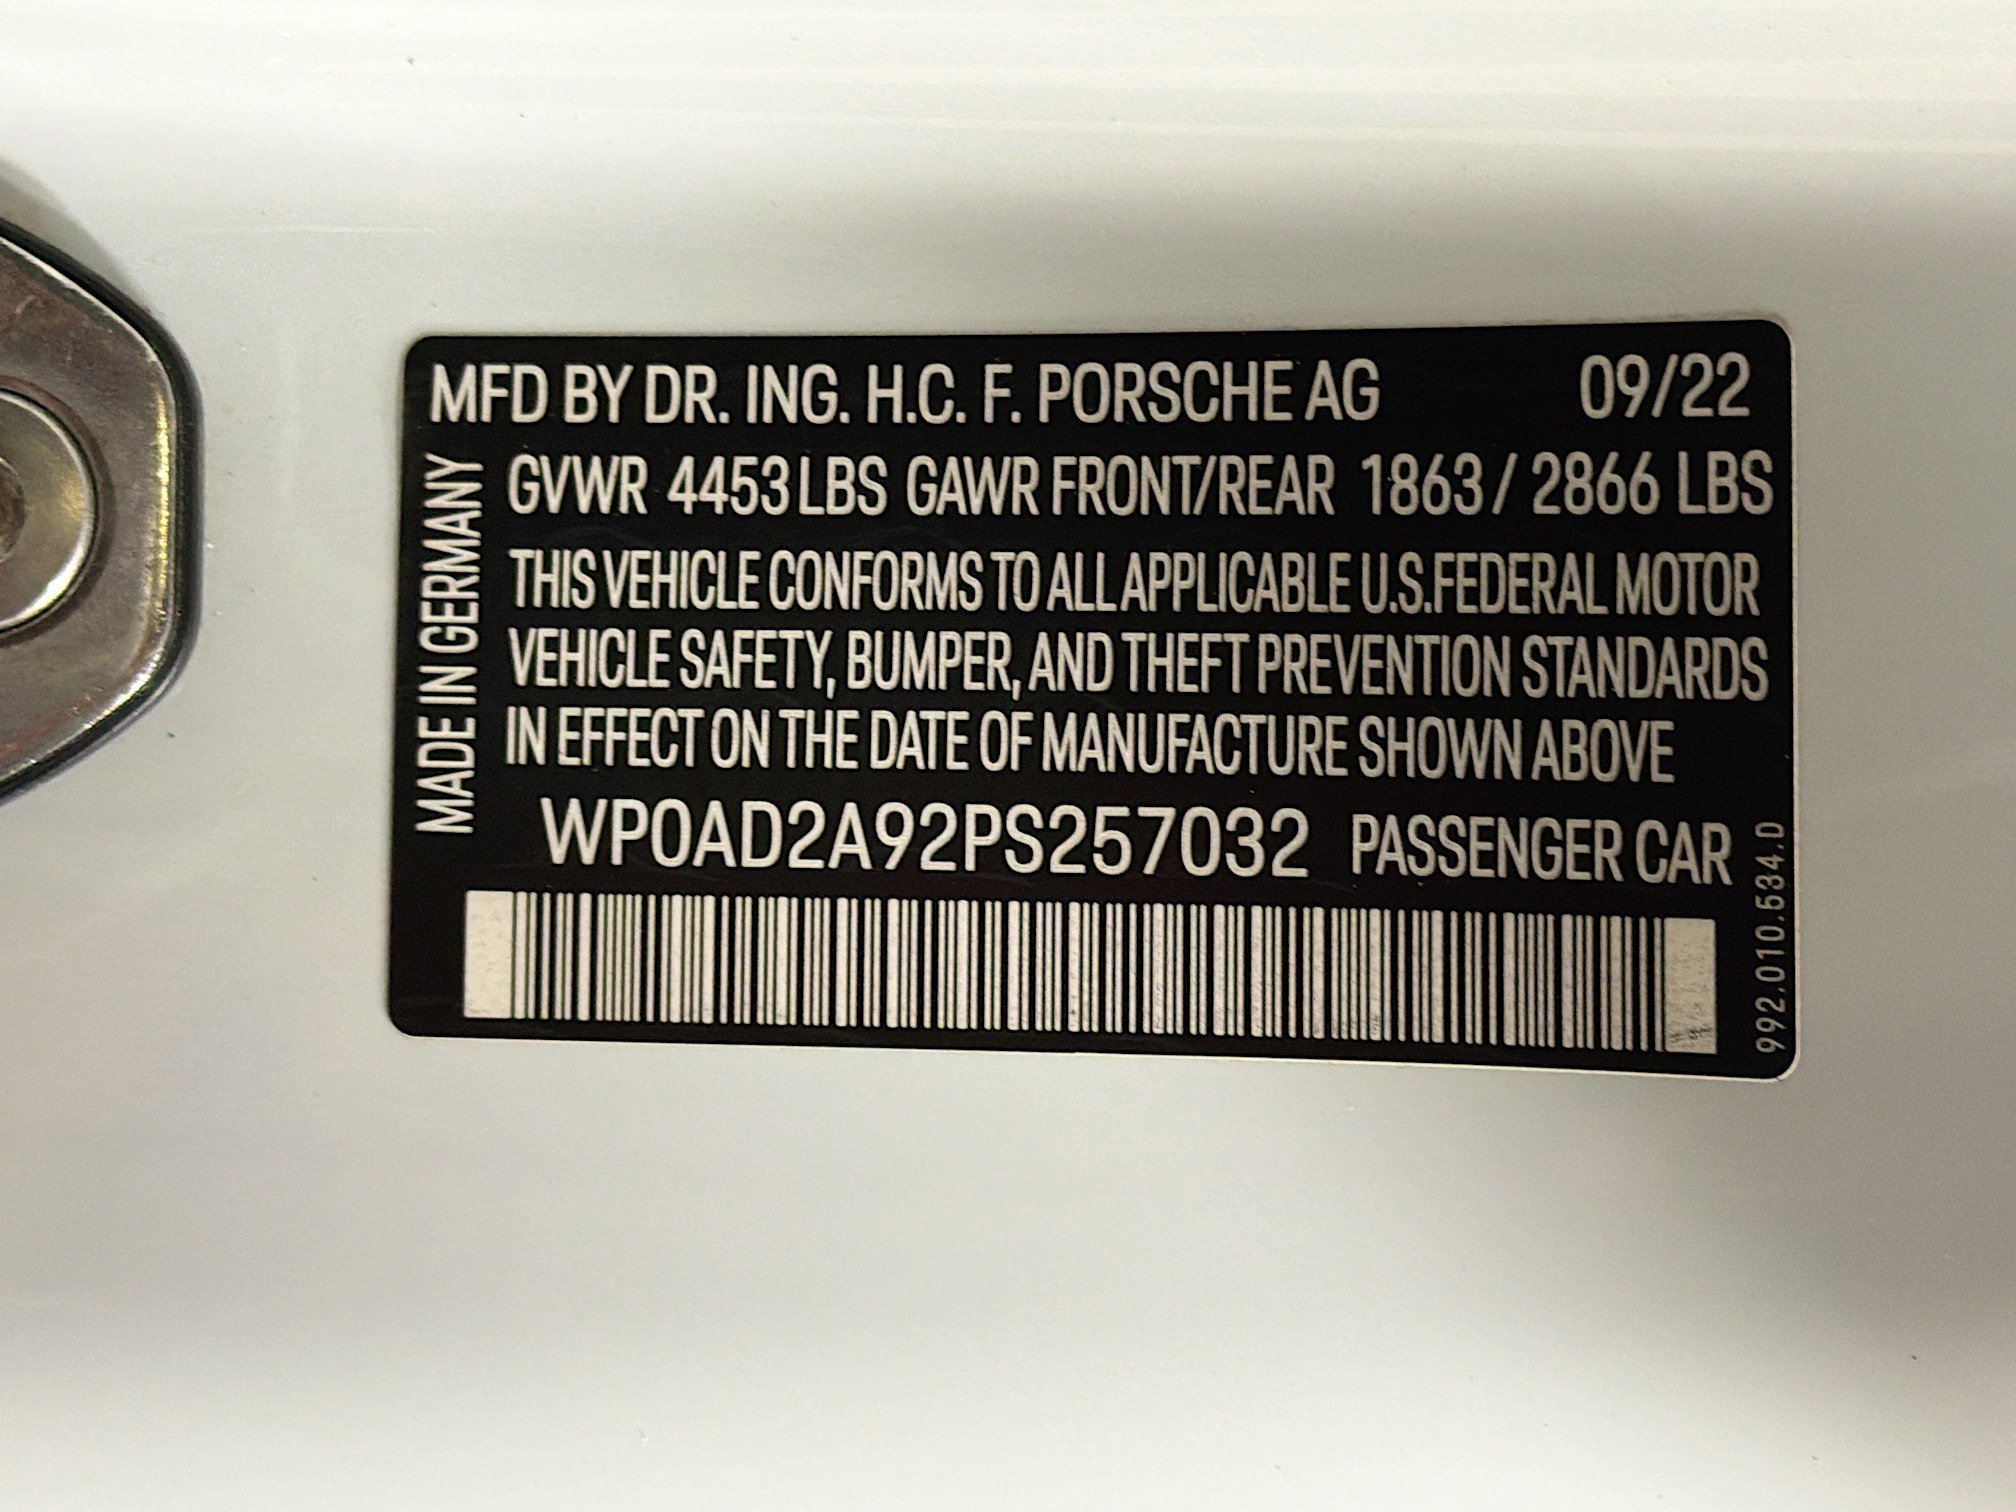 MFD BY DR. ING. H.C. F. PORSCHE AG 09/22
MADE IN GERMANY
GVWR 4453 LBS GAWR FRONT/REAR 1863 / 2866 LBS
THIS VEHICLE CONFORMS TO ALL APPLICABLE U.S.FEDERAL MOTOR
VEHICLE SAFETY, BUMPER, AND THEFT PREVENTION STANDARDS
IN EFFECT ON THE DATE OF MANUFACTURE SHOWN ABOVE
WP0AD2A92PS257032 PASSENGER CAR
992.010.534.D